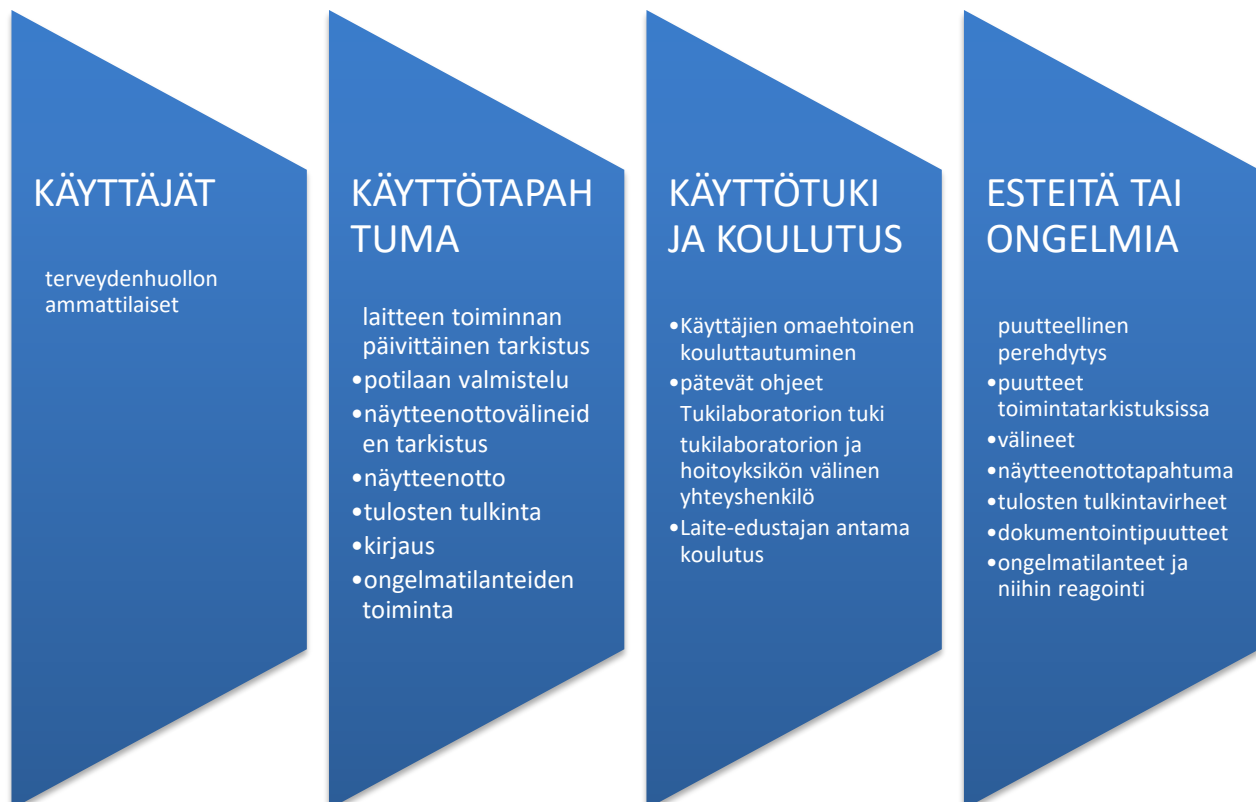 KÄYTTÄJÄT
terveydenhuollon
ammattilaiset
KÄYTTÖTAPAH
TUMA
laitteen toiminnan
päivittäinen tarkistus
•potilaan valmistelu
•näytteenottovälineid
en tarkistus
•näytteenotto
•tulosten tulkinta
•kirjaus
•ongelmatilanteiden
toiminta
KÄYTTÖTUKI
JA KOULUTUS
•Käyttäjien omaehtoinen
kouluttautuminen
•pätevät ohjeet
Tukilaboratorion tuki
tukilaboratorion ja
hoitoyksikön välinen
yhteyshenkilö
•Laite-edustajan antama
koulutus
ESTEITÄ TAI
ONGELMIA
puutteellinen
perehdytys
•puutteet
toimintatarkistuksissa
•välineet
•näytteenottotapahtuma
•tulosten tulkintavirheet
•dokumentointipuutteet
•ongelmatilanteet ja
niihin reagointi